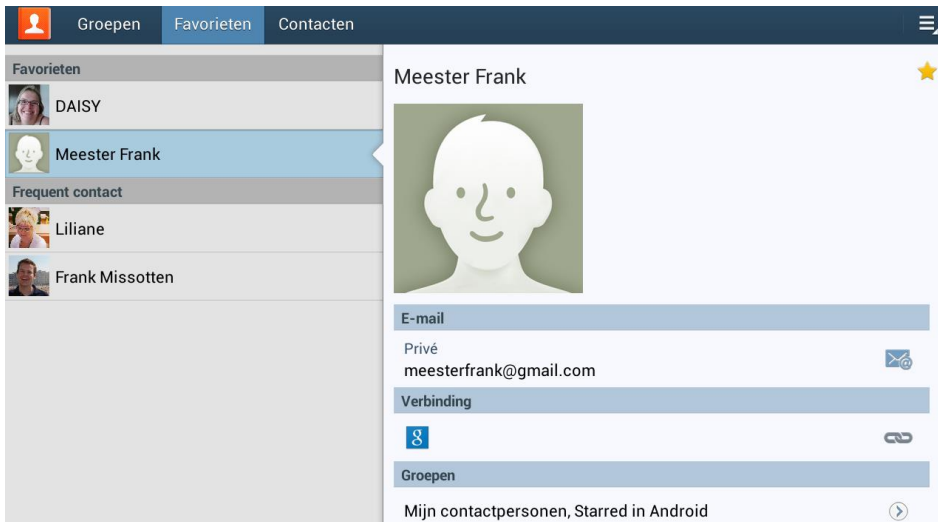 Groepen Favorieten Contacten
Favorieten
DAISY
Meester Frank
Frequent contact
Liliane
Frank Missotten
Meester Frank
E-mail
Privé
meesterfrank@gmail.com
Verbinding
g
Groepen
Mijn contactpersonen, Starred in Android